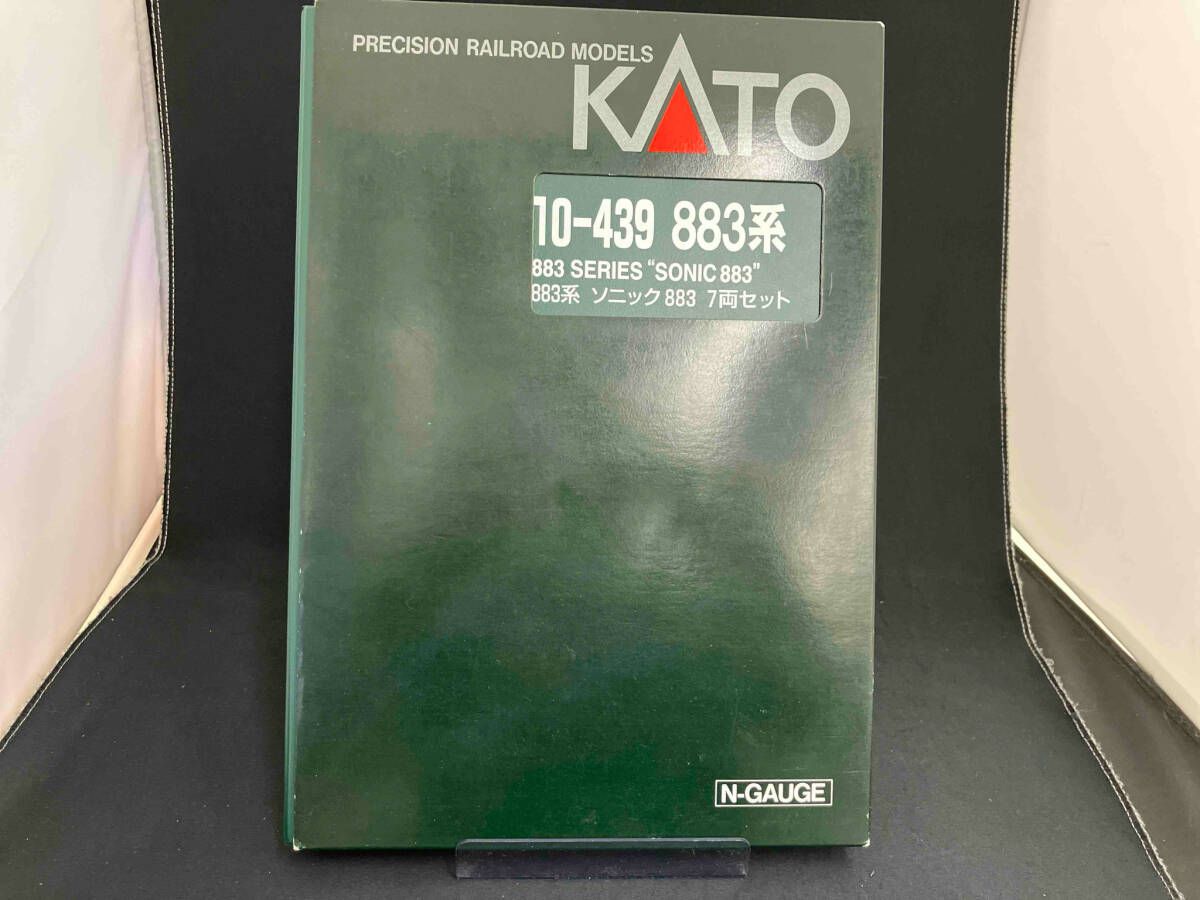 PRECISION RAILROAD MODELS
KATO
10-439 883系
883 SERIES “SONIC 883”
883系 ソニック883 7両セット
N-GAUGE